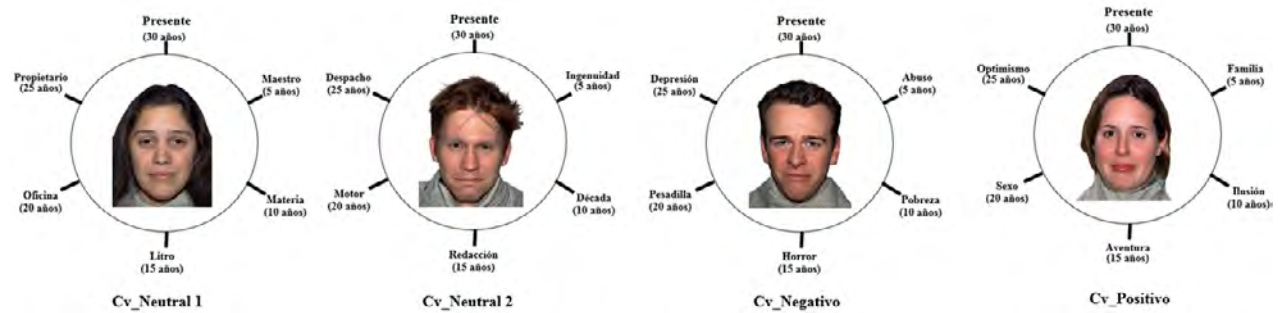 Presente
(30 años)
Propietario
(25 años)
Maestro
(5 años)
Oficina
(20 años)
Materia
(10 años)
Litro
(15 años)
Cv_Neutral 1
Presente
(30 años)
Despacho
(25 años)
Ingenuidad
(5 años)
Motor
(20 años)
Década
(10 años)
Redacción
(15 años)
Cv_Neutral 2
Presente
(30 años)
Depresión
(25 años)
Abuso
(5 años)
Pesadilla
(20 años)
Pobreza
(10 años)
Horror
(15 años)
Cv_Negativo
Presente
(30 años)
Optimismo
(25 años)
Familia
(5 años)
Sexo
(20 años)
Ilusión
(10 años)
Aventura
(15 años)
Cv_Positivo